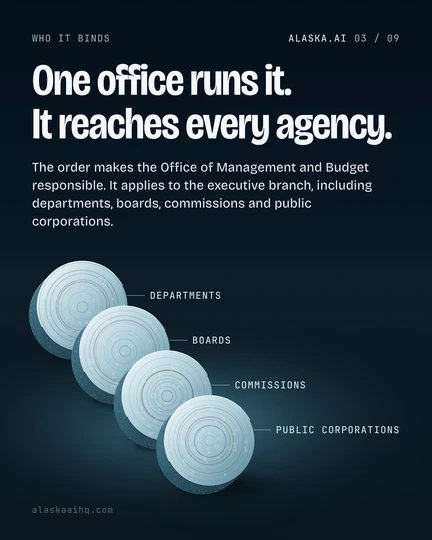 WHO IT BINDS
ALASKA.AI 03 / 09
One office runs it.
It reaches every agency.
The order makes the Office of Management and Budget
responsible. It applies to the executive branch, including
departments, boards, commissions and public
corporations.
DEPARTMENTS
BOARDS
COMMISSIONS
PUBLIC CORPORATIONS
alaskaaihq.com